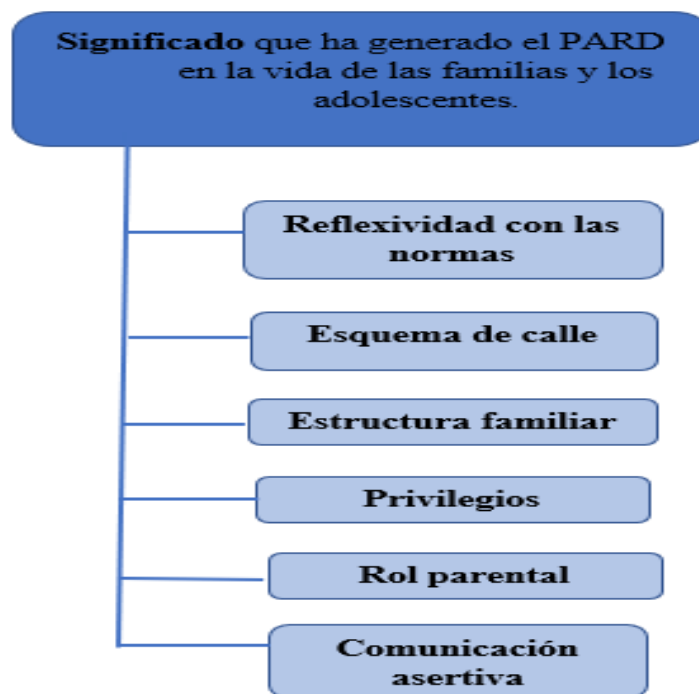 Significado que ha generado el PARD
en la vida de las familias y los
adolescentes.
Reflexividad con las
normas
Esquema de calle
Estructura familiar
Privilegios
Rol parental
Comunicación
asertiva